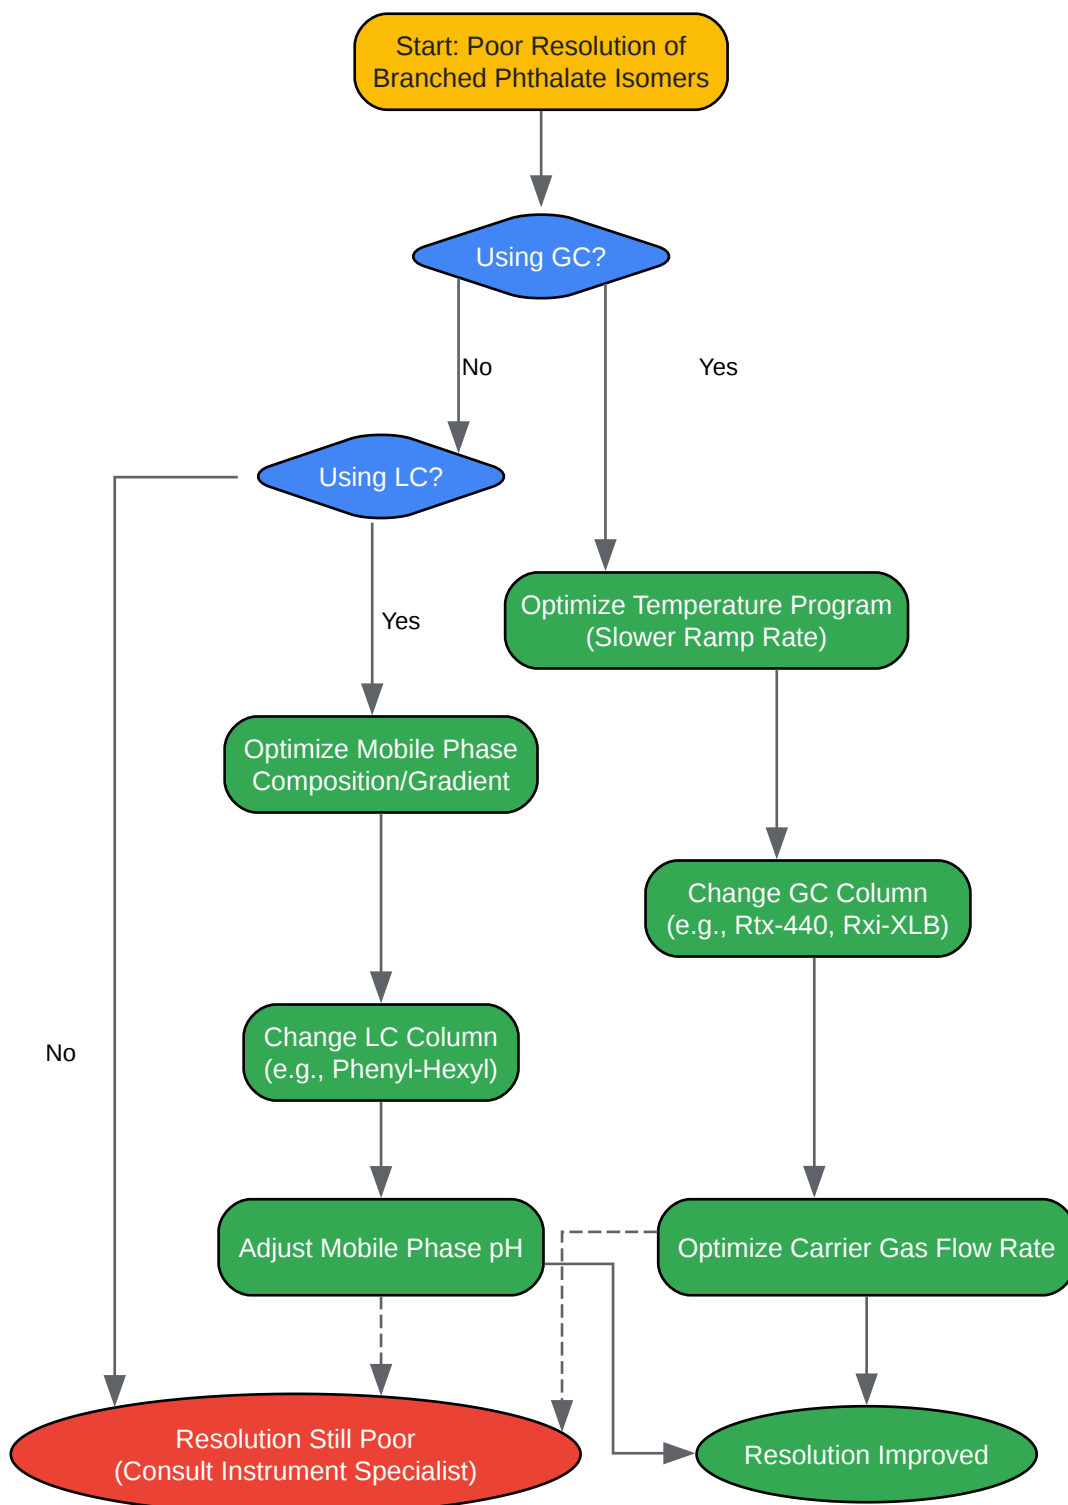 Start: Poor Resolution of
Branched Phthalate Isomers
Using GC?
No
Yes
Using LC?
Yes
Optimize Temperature Program
(Slower Ramp Rate)
Optimize Mobile Phase
Composition/Gradient
Change GC Column
(e.g., Rtx-440, Rxi-XLB)
Change LC Column
(e.g., Phenyl-Hexyl)
No
Adjust Mobile Phase pH
Optimize Carrier Gas Flow Rate
Resolution Still Poor
(Consult Instrument Specialist)
Resolution Improved